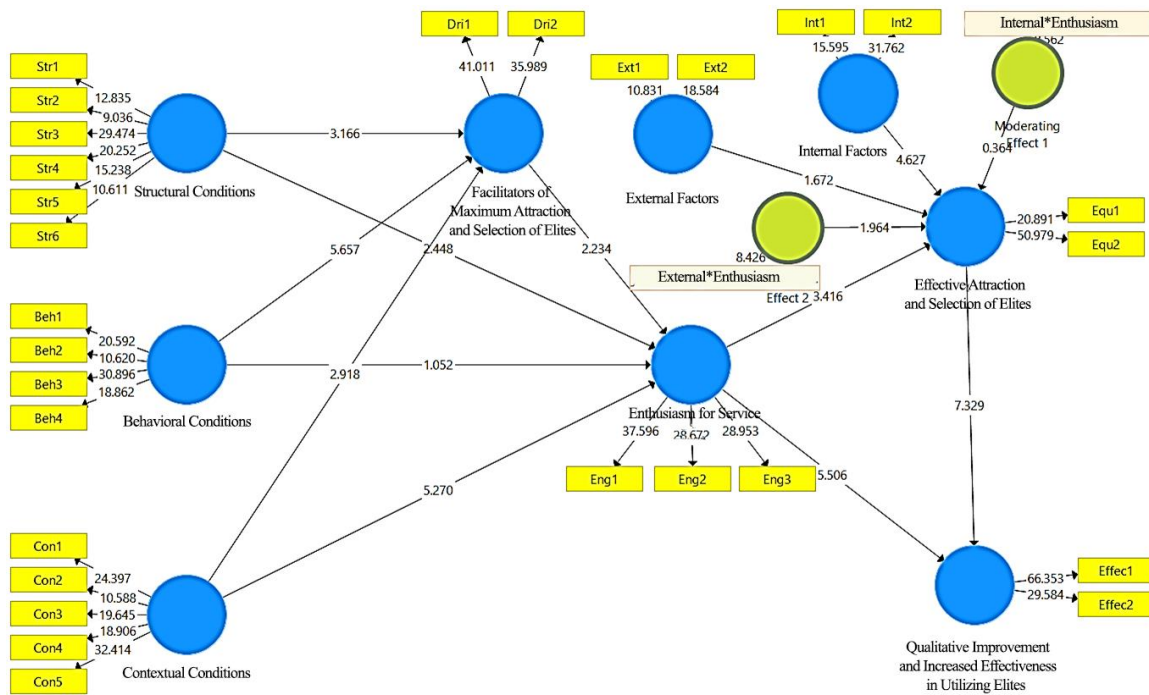 Dri1
Dri2
41.011
35.989
Int1
Int2
15.595
31.762
Internal*Enthusiasm
Ext1
Ext2
10.831
18.584
Str1
Str2
Str3
Str4
Str5
Str6
12.835
9.036
29.474
20.252
15.238
10.611
Structural Conditions
3.166
Facilitators of
Maximum Attraction
and Selection of Elites
External Factors
Internal Factors
Moderating
Effect 1
4.627
0.364
1.672
1.964
8.426
External*Enthusiasm
Effect 2
3.416
Equ1
Equ2
20.891
50.979
Effective Attraction
and Selection of Elites
5.657
2.448
2.234
Beh1
Beh2
Beh3
Beh4
20.592
10.620
30.896
18.862
Behavioral Conditions
2.918
1.052
Enthusiasm for Service
37.596
28.672
28.953
Eng1
Eng2
Eng3
7.329
5.506
5.270
Con1
Con2
Con3
Con4
Con5
24.397
10.588
19.645
18.906
32.414
Contextual Conditions
66.353
29.584
Effec1
Effec2
Qualitative Improvement
and Increased Effectiveness
in Utilizing Elites